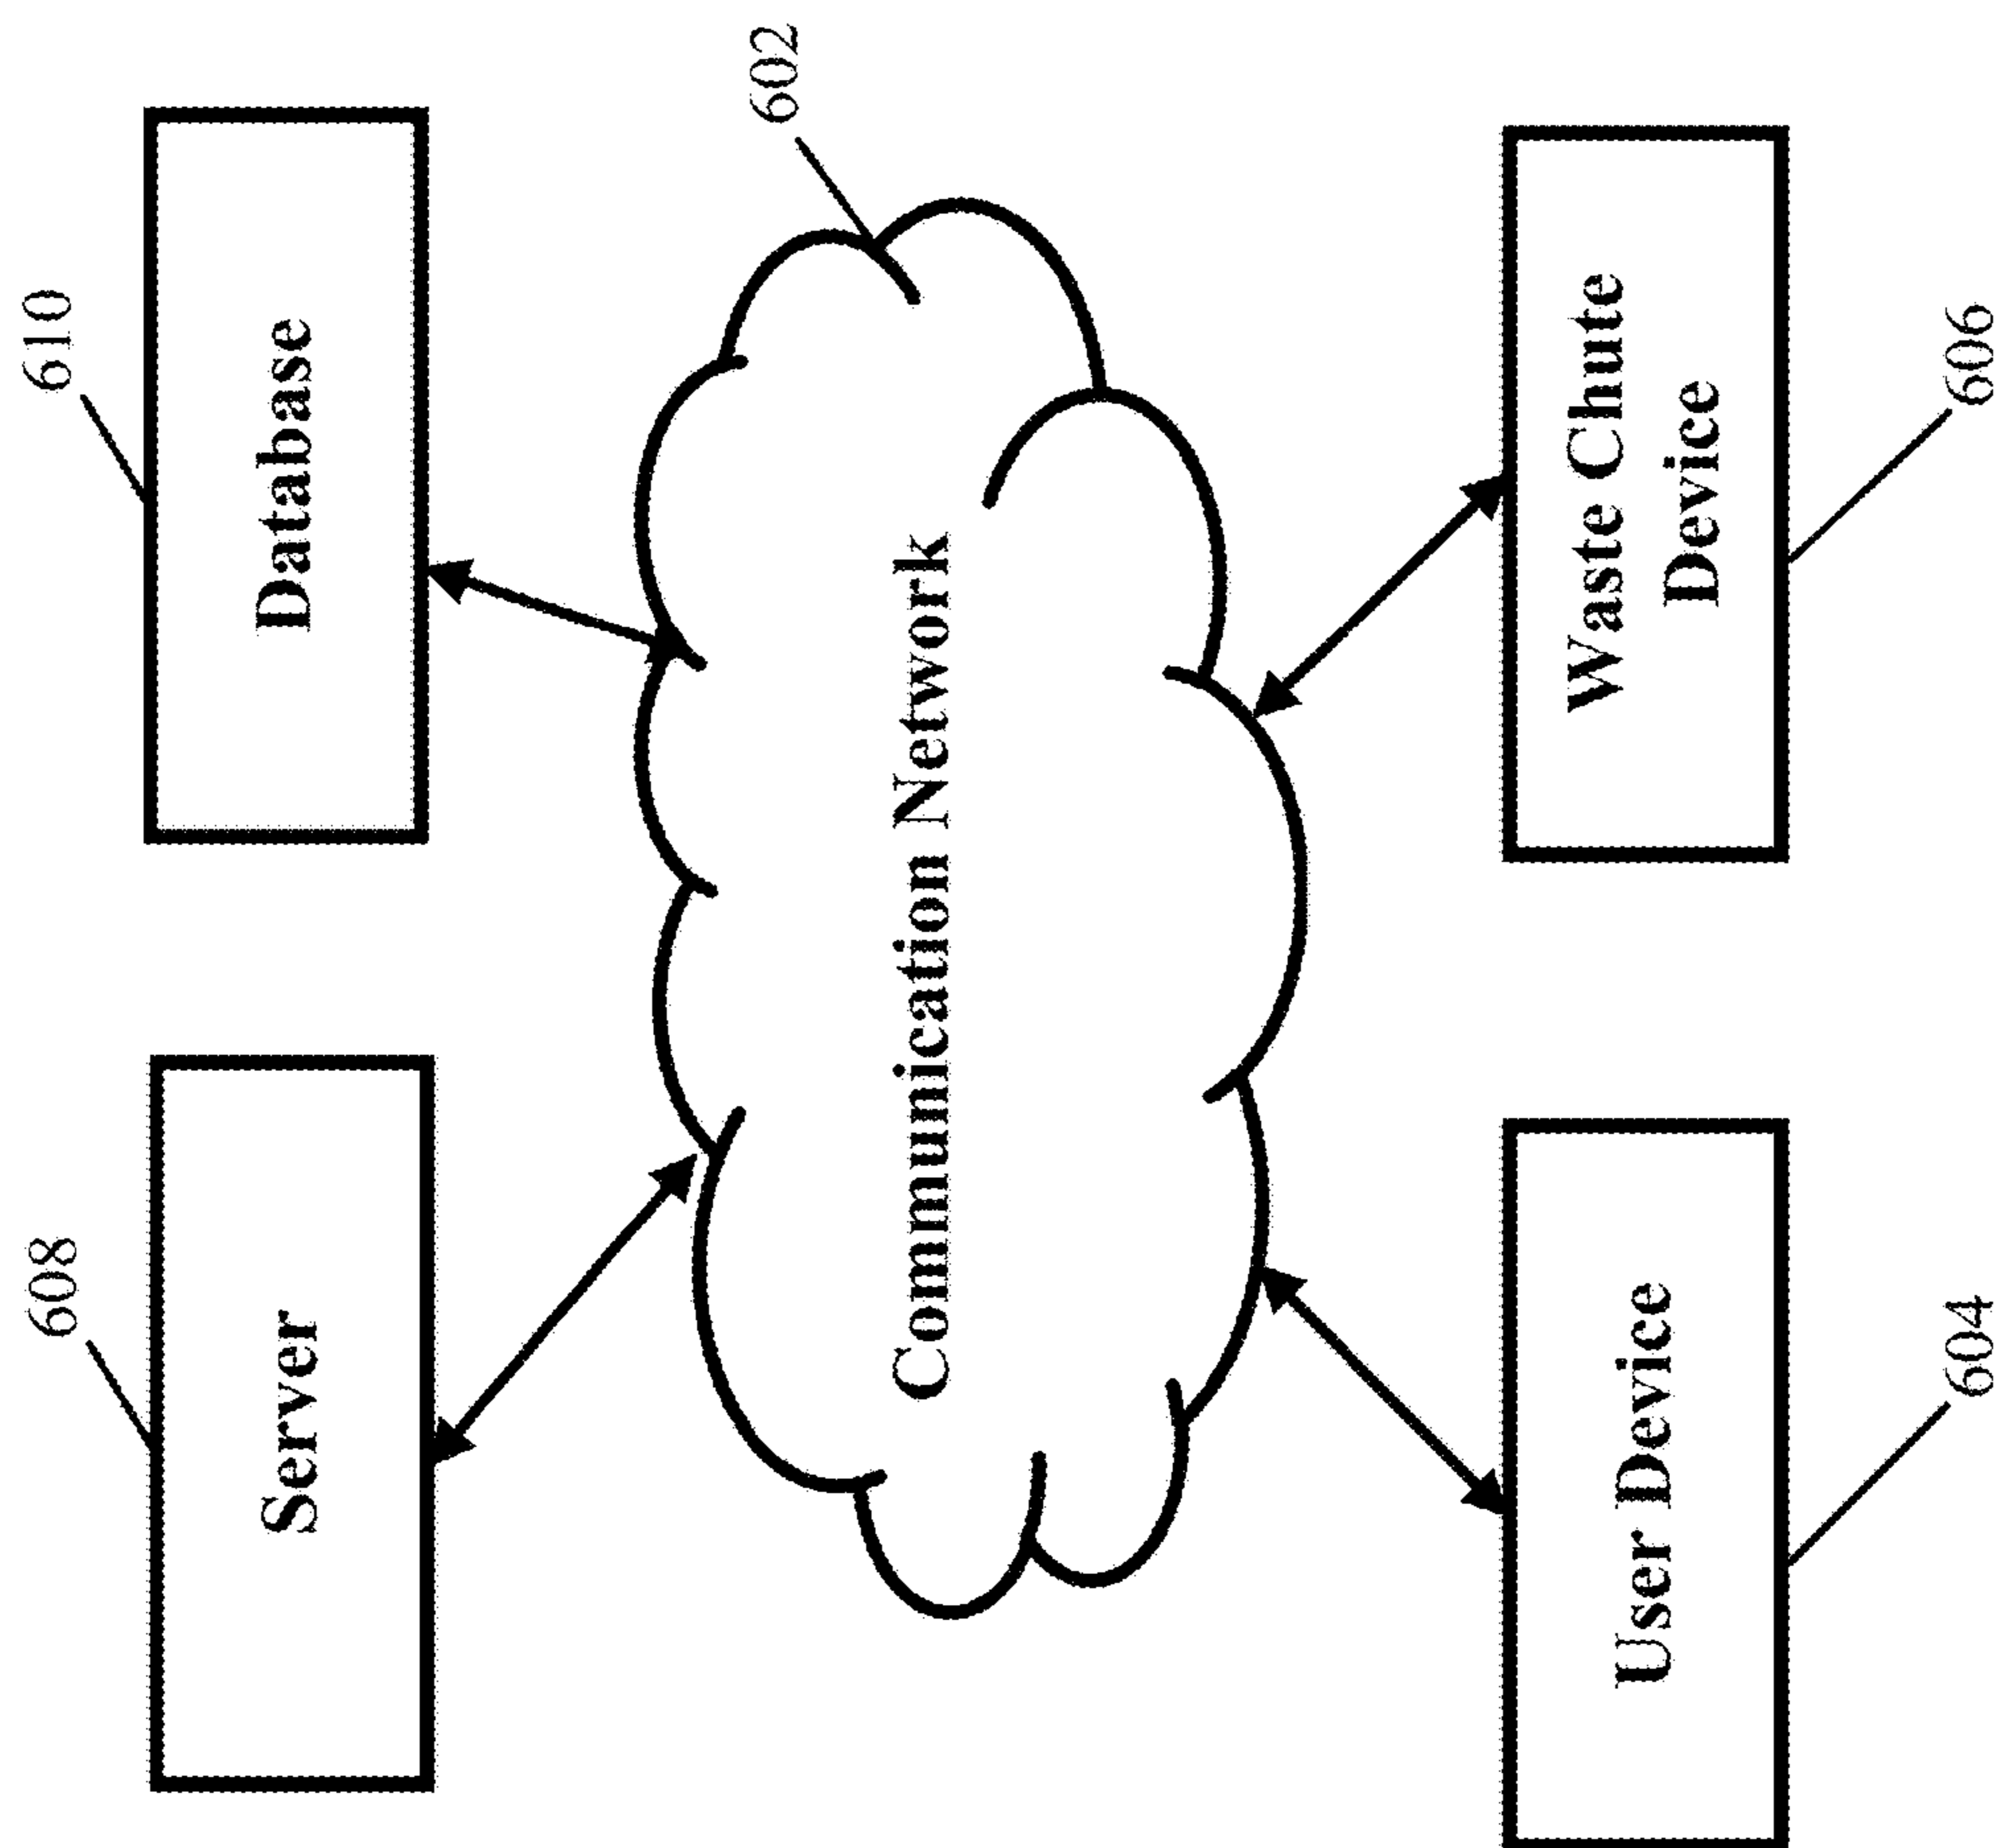 608
Server
610
Database
602
Communication Network
User Device
604
Waste Chute
Device
606